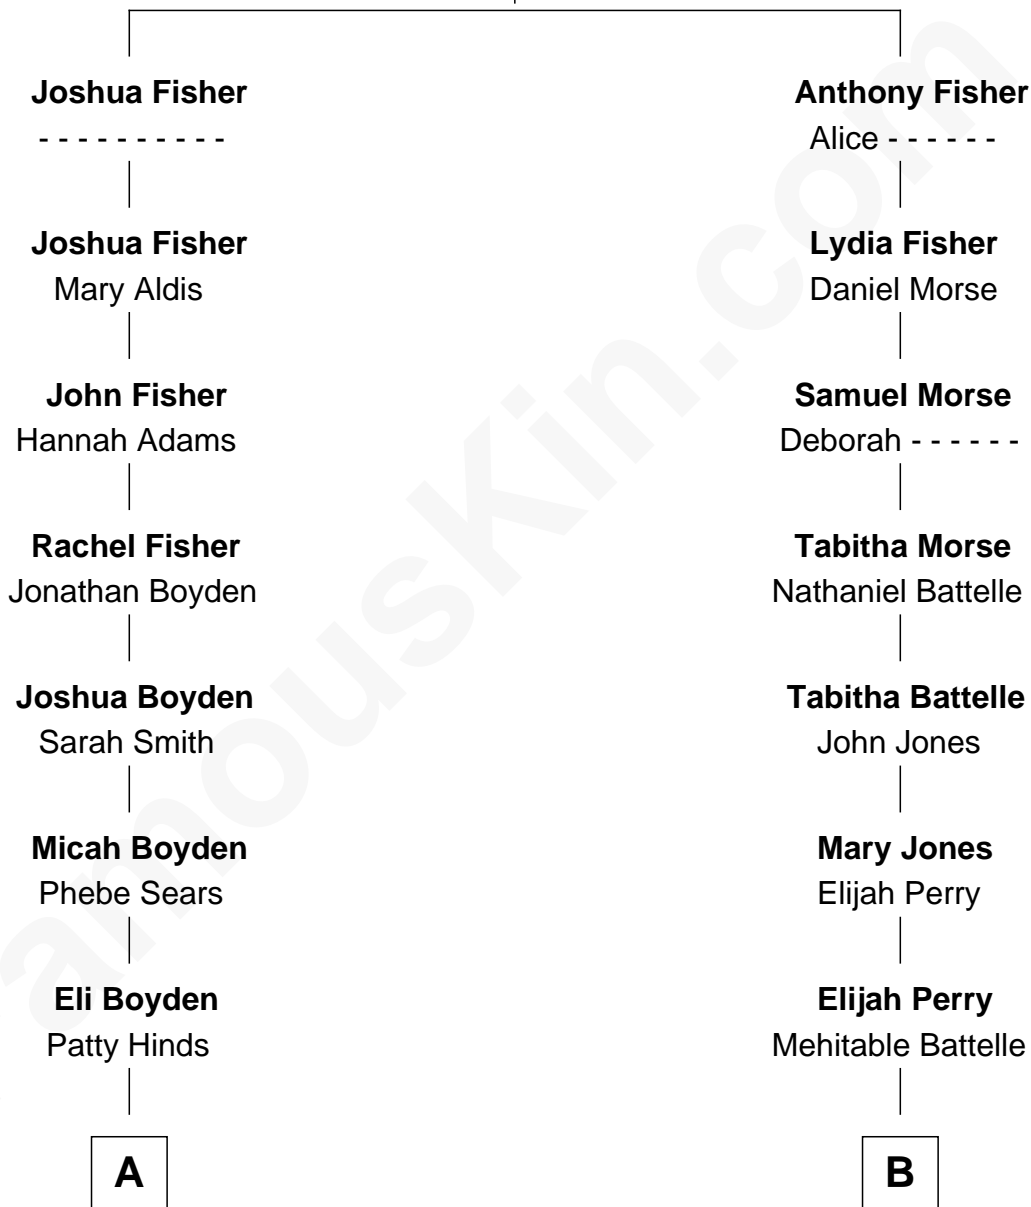 Joshua Fisher
- - - - - - - - - -
Joshua Fisher
Mary Aldis
John Fisher
Hannah Adams
Rachel Fisher
Jonathan Boyden
Joshua Boyden
Sarah Smith
Micah Boyden
Phebe Sears
Eli Boyden
Patty Hinds
A
Anthony Fisher
Alice - - - - - -
Lydia Fisher
Daniel Morse
Samuel Morse
Deborah - - - - - -
Tabitha Morse
Nathaniel Battelle
Tabitha Battelle
John Jones
Mary Jones
Elijah Perry
Elijah Perry
Mehitable Battelle
B
amousKin.com